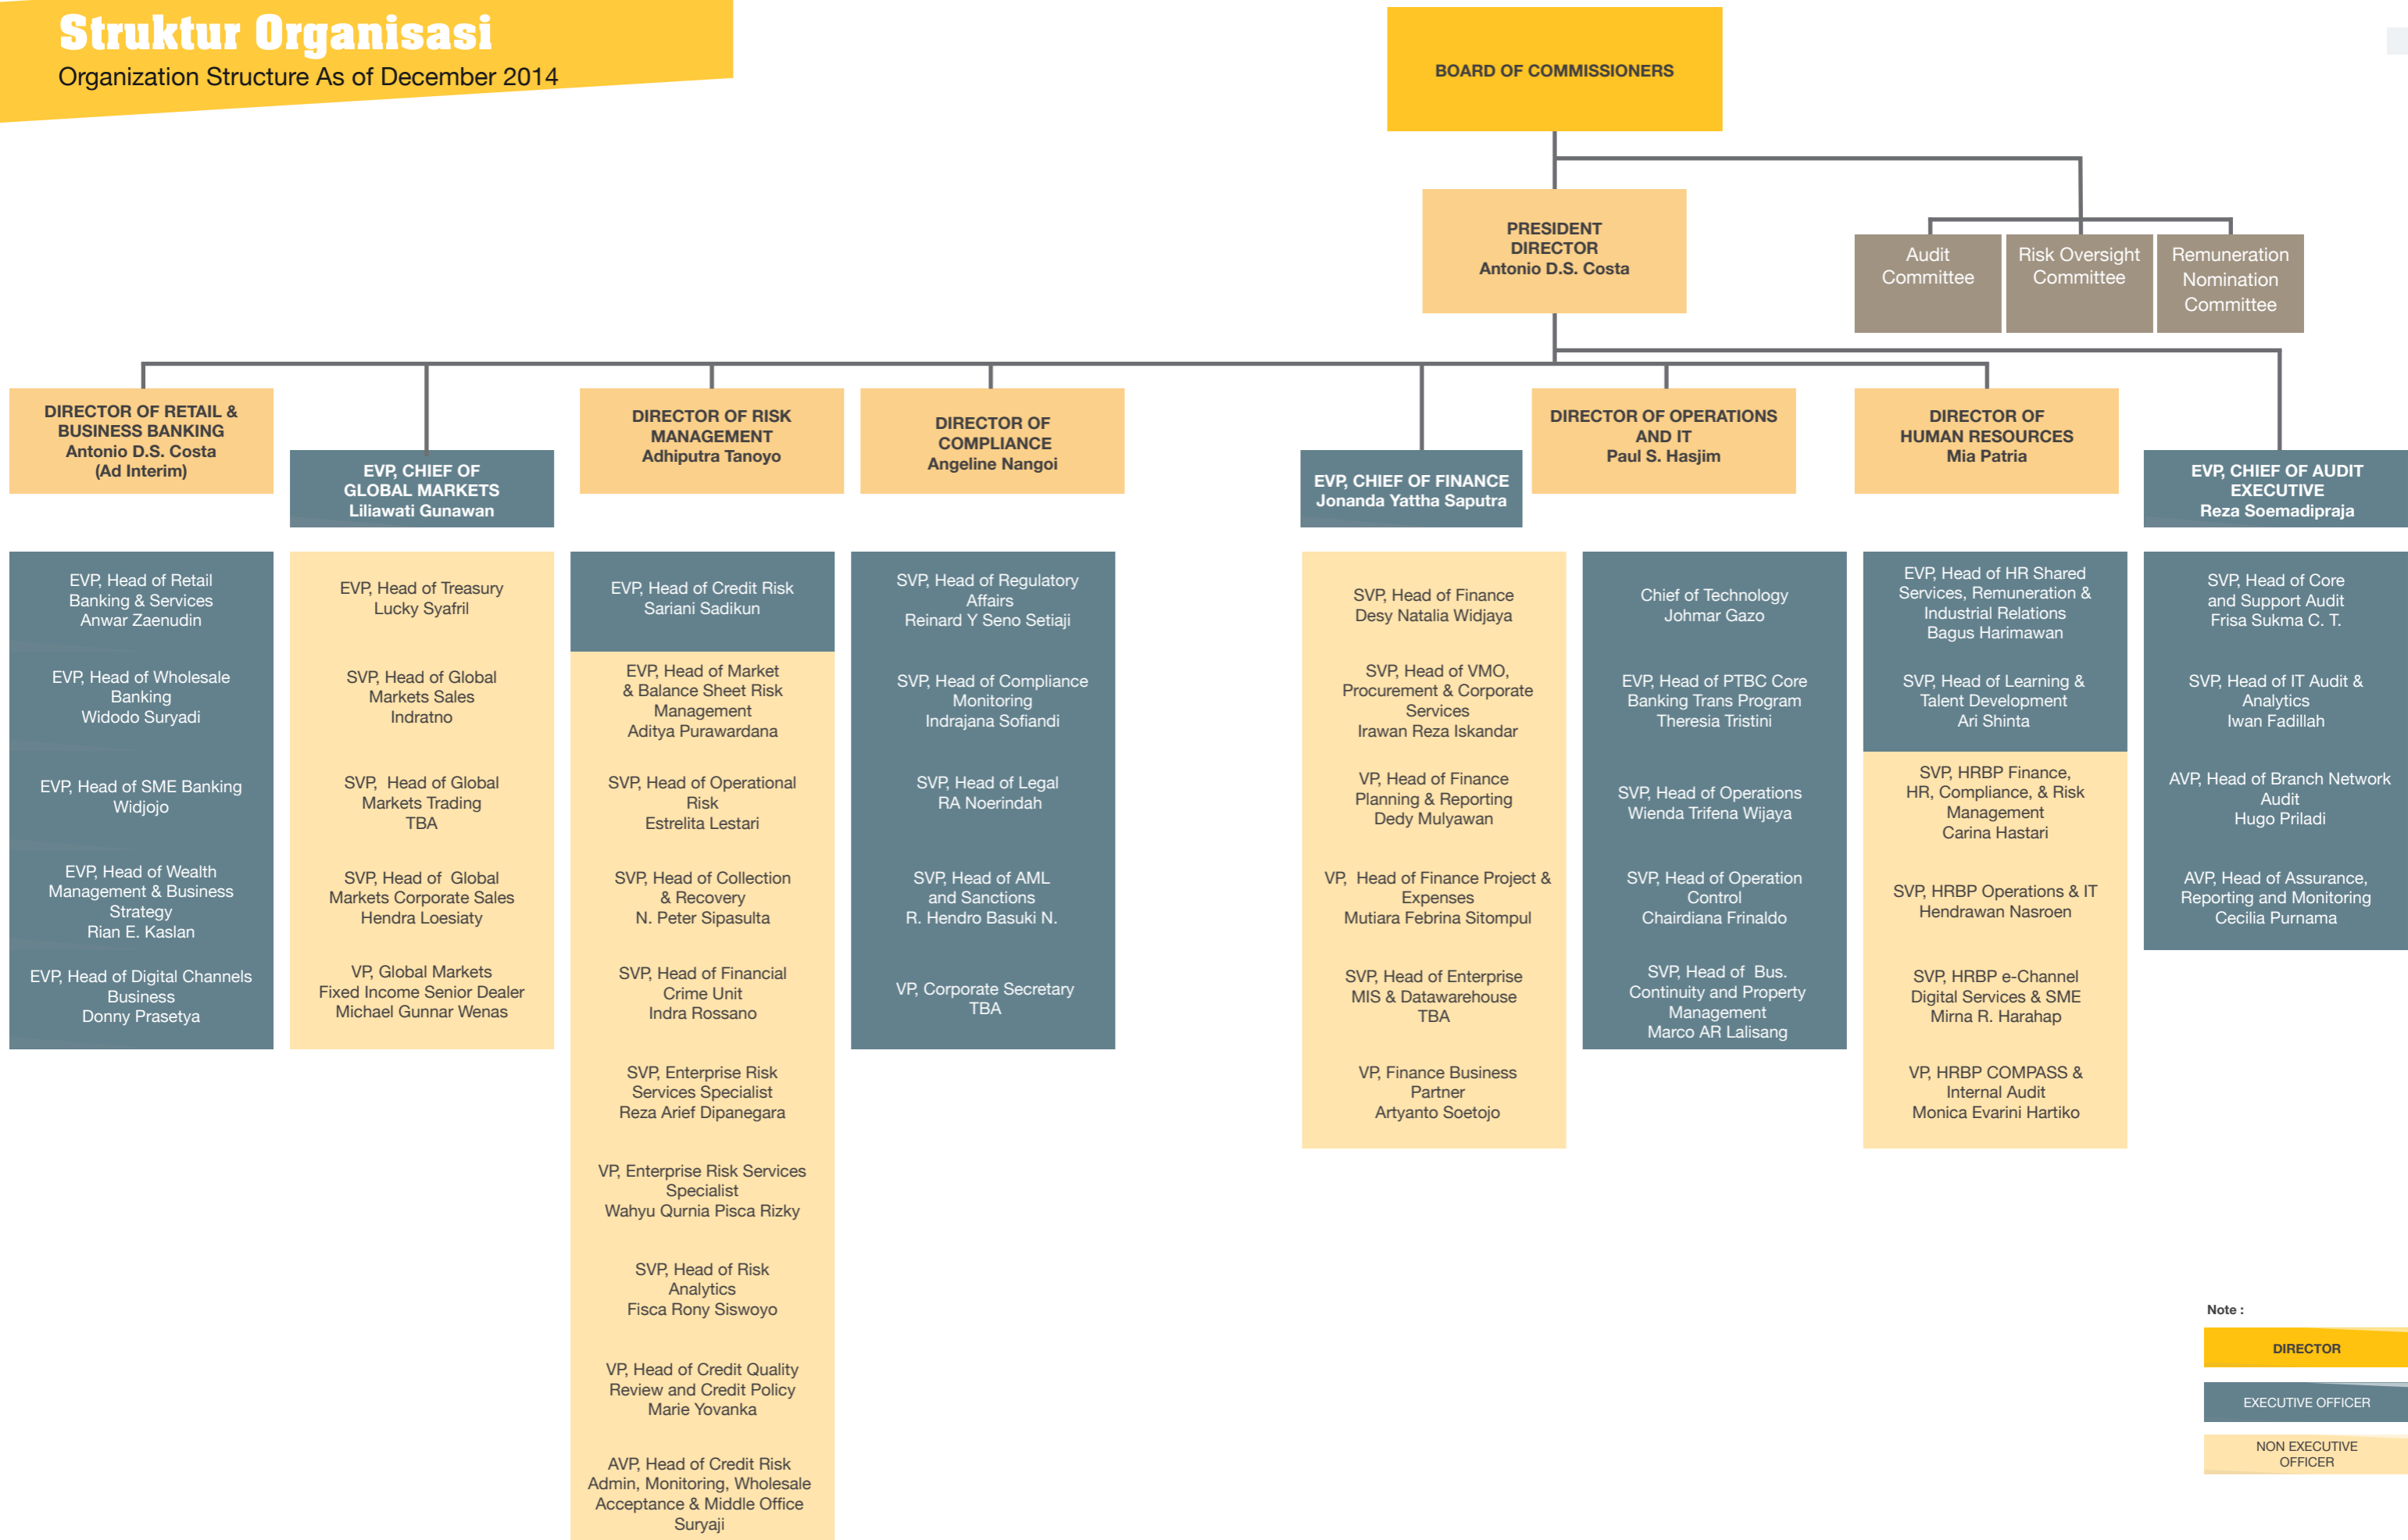 Struktur Organisasi
Organization Structure As of December 2014
BOARD OF COMMISSIONERS
PRESIDENT
DIRECTOR
Antonio D.S. Costa
Audit
Committee
Risk Oversight
Committee
Remuneration
Nomination
Committee
DIRECTOR OF RETAIL &
BUSINESS BANKING
Antonio D.S. Costa
(Ad Interim)
EVP, CHIEF OF
GLOBAL MARKETS
Liliawati Gunawan
DIRECTOR OF RISK
MANAGEMENT
Adhiputra Tanoyo
DIRECTOR OF
COMPLIANCE
Angeline Nangoi
EVP, CHIEF OF FINANCE
Jonanda Yattha Saputra
DIRECTOR OF OPERATIONS
AND IT
Paul S. Hasjim
DIRECTOR OF
HUMAN RESOURCES
Mia Patria
EVP, CHIEF OF AUDIT
EXECUTIVE
Reza Soemadipraja
EVP, Head of Retail
Banking & Services
Anwar Zaenudin
EVP, Head of Wholesale
Banking
Widodo Suryadi
EVP, Head of SME Banking
Widjojo
EVP, Head of Wealth
Management & Business
Strategy
Rian E. Kaslan
EVP, Head of Digital Channels
Business
Donny Prasetya
EVP, Head of Treasury
Lucky Syafril
SVP, Head of Global
Markets Sales
Indratno
SVP, Head of Global
Markets Trading
TBA
SVP, Head of Global
Markets Corporate Sales
Hendra Loesiaty
VP, Global Markets
Fixed Income Senior Dealer
Michael Gunnar Wenas
EVP, Head of Credit Risk
Sariani Sadikun
EVP, Head of Market
& Balance Sheet Risk
Management
Aditya Purawardana
SVP, Head of Operational
Risk
Estrelita Lestari
SVP, Head of Collection
& Recovery
N. Peter Sipasulta
SVP, Head of Financial
Crime Unit
Indra Rossano
SVP, Enterprise Risk
Services Specialist
Reza Arief Dipanegara
VP, Enterprise Risk Services
Specialist
Wahyu Qurnia Pisca Rizky
SVP, Head of Risk
Analytics
Fisca Rony Siswoyo
VP, Head of Credit Quality
Review and Credit Policy
Marie Yovanka
AVP, Head of Credit Risk
Admin, Monitoring, Wholesale
Acceptance & Middle Office
Suryaji
SVP, Head of Regulatory
Affairs
Reinard Y Seno Setiaji
SVP, Head of Compliance
Monitoring
Indrajana Sofiandi
SVP, Head of Legal
RA Noerindah
SVP, Head of AML
and Sanctions
R. Hendro Basuki N.
VP, Corporate Secretary
TBA
SVP, Head of Finance
Desy Natalia Widjaya
SVP, Head of VMO,
Procurement & Corporate
Services
Irawan Reza Iskandar
VP, Head of Finance
Planning & Reporting
Dedy Mulyawan
VP, Head of Finance Project &
Expenses
Mutiara Febrina Sitompul
SVP, Head of Enterprise
MIS & Datawarehouse
TBA
VP, Finance Business
Partner
Artyanto Soetojo
Chief of Technology
Johmar Gazo
EVP, Head of PTBC Core
Banking Trans Program
Theresia Tristini
SVP, Head of Operations
Wienda Trifena Wijaya
SVP, Head of Operation
Control
Chairdiana Frinaldo
SVP, Head of Bus.
Continuity and Property
Management
Marco AR Lalisang
EVP, Head of HR Shared
Services, Remuneration &
Industrial Relations
Bagus Harimawan
SVP, Head of Learning &
Talent Development
Ari Shinta
SVP, HRBP Finance,
HR, Compliance, & Risk
Management
Carina Hastari
SVP, HRBP Operations & IT
Hendrawan Nasroen
SVP, HRBP e-Channel
Digital Services & SME
Mirna R. Harahap
VP, HRBP COMPASS &
Internal Audit
Monica Evarini Hartiko
SVP, Head of Core
and Support Audit
Frisa Sukma C. T.
SVP, Head of IT Audit &
Analytics
Iwan Fadillah
AVP, Head of Branch Network
Audit
Hugo Priladi
AVP, Head of Assurance,
Reporting and Monitoring
Cecilia Purnama
Note :
DIRECTOR
EXECUTIVE OFFICER
NON EXECUTIVE
OFFICER